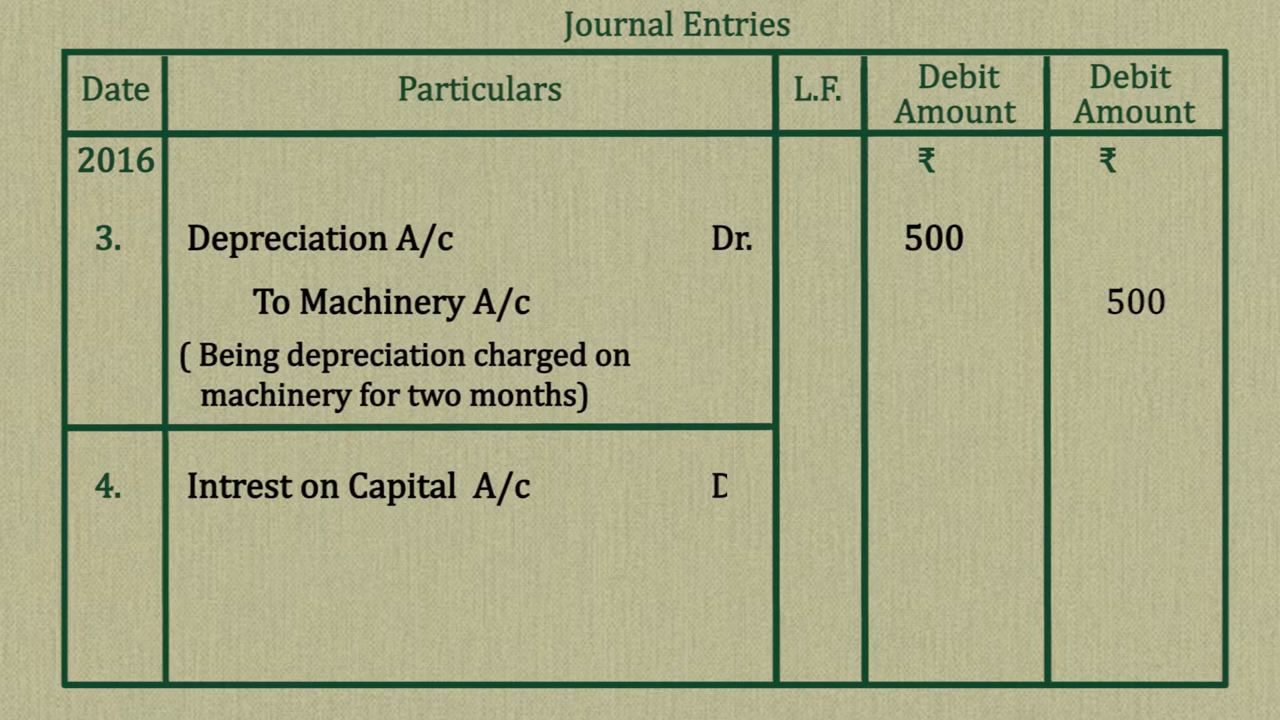 Journal Entries
Date Particulars L.F. Debit Amount Debit Amount
2016 ₹ ₹
3. Depreciation A/c Dr. 500
To Machinery A/c 500
( Being depreciation charged on
machinery for two months)
4. Intrest on Capital A/c D